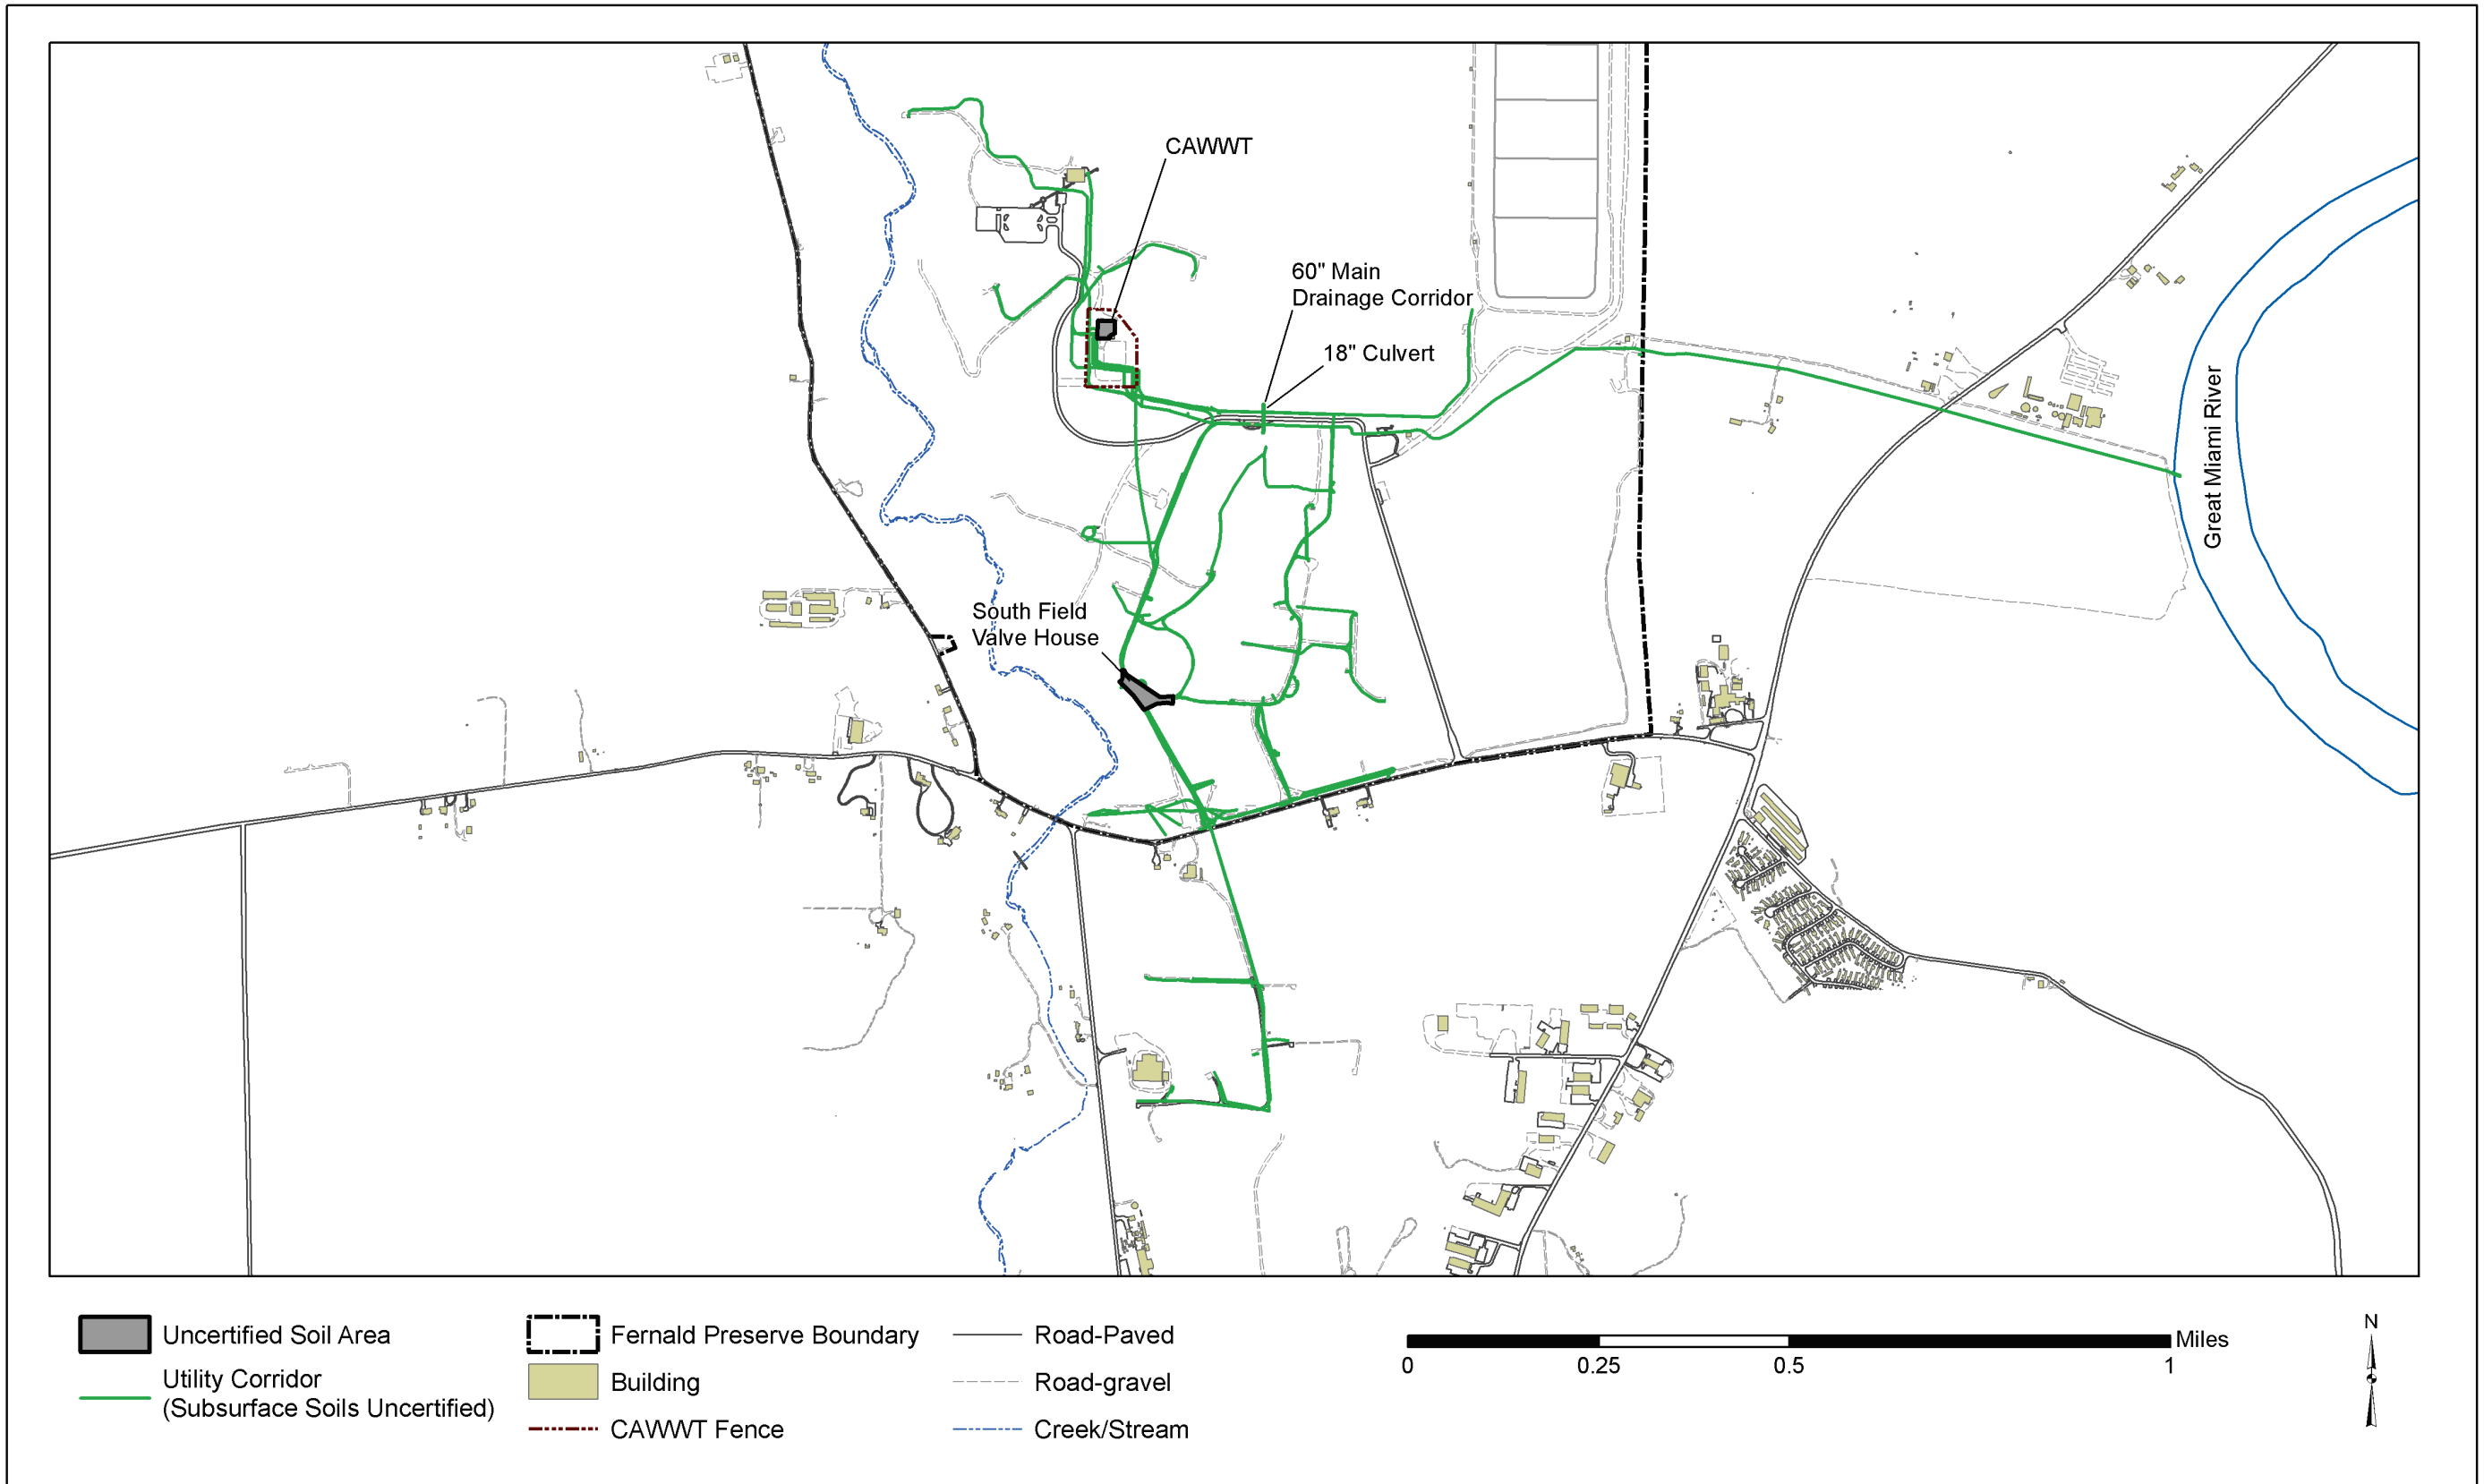 CAWWT
60" Main
Drainage Corridor
18" Culvert
Great Miami River
South Field
Valve House
Uncertified Soil Area
Utility Corridor
(Subsurface Soils Uncertified)
Fernald Preserve Boundary
Building
CAWWT Fence
Road-Paved
Road-gravel
Creek/Stream
Miles
0 0.25 0.5 1
N